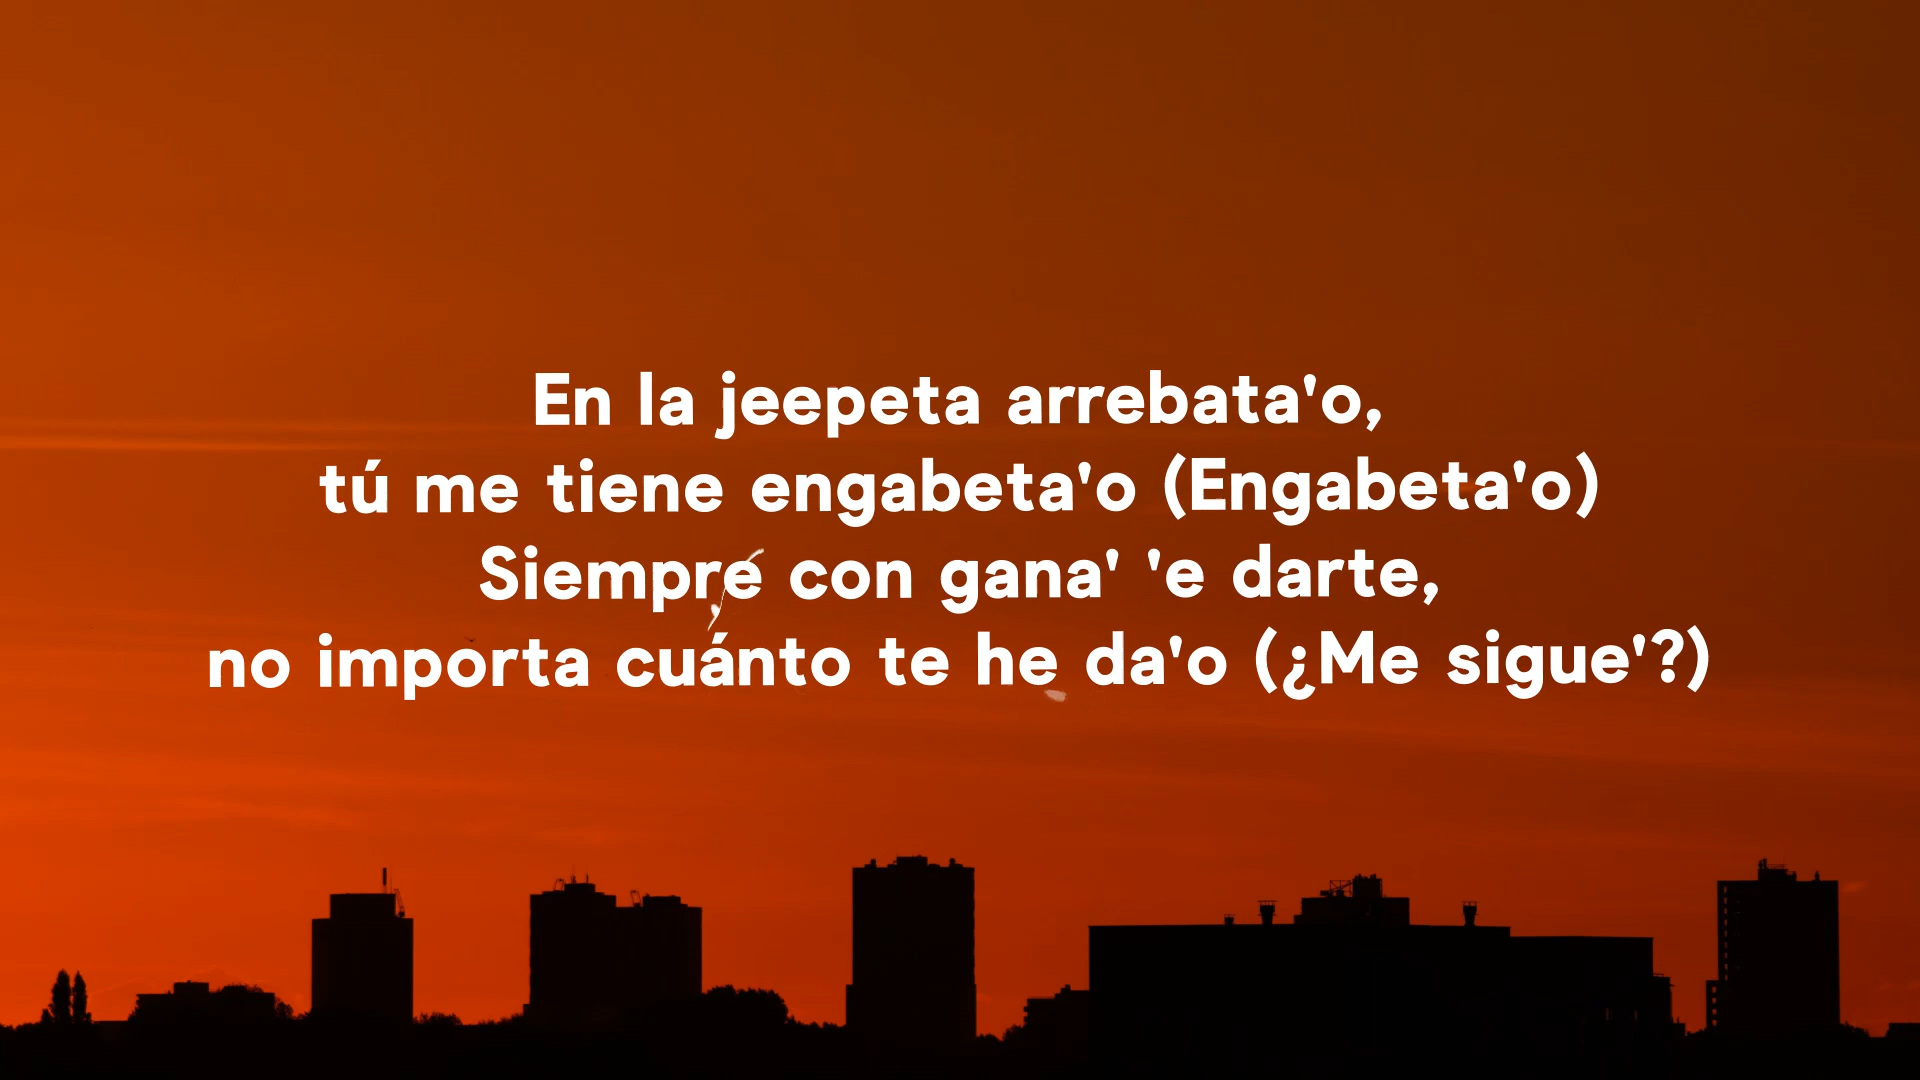 En la jeepeta arrebata'o,
tú me tiene engabeta'o (Engabeta'o)
Siempre con gana' 'e darte,
no importa cuánto te he da'o (¿Me sigue'?)